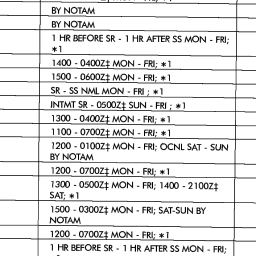 BY NOTAM
BY NOTAM
1 HR BEFORE SR - 1 HR AFTER SS MON - FRI;
∗1
1400 - 0400Z‡ MON - FRI; ∗1
1500 - 0600Z‡ MON - FRI; ∗1
SR - SS NML MON - FRI ; ∗1
INTMT SR - 0500Z‡ SUN - FRI ; ∗1
1300 - 0400Z‡ MON - FRI; ∗1
1100 - 0700Z‡ MON - FRI; ∗1
1200 - 0100Z‡ MON - FRI; OCNL SAT - SUN
BY NOTAM
1200 - 0700Z‡ MON - FRI; ∗1
1300 - 0500Z‡ MON - FRI; 1400 - 2100Z‡
SAT; ∗1
1500 - 0300Z‡ MON - FRI; SAT-SUN BY
NOTAM
1200 - 0700Z‡ MON - FRI; ∗1
1 HR BEFORE SR - 1 HR AFTER SS MON - FRI;